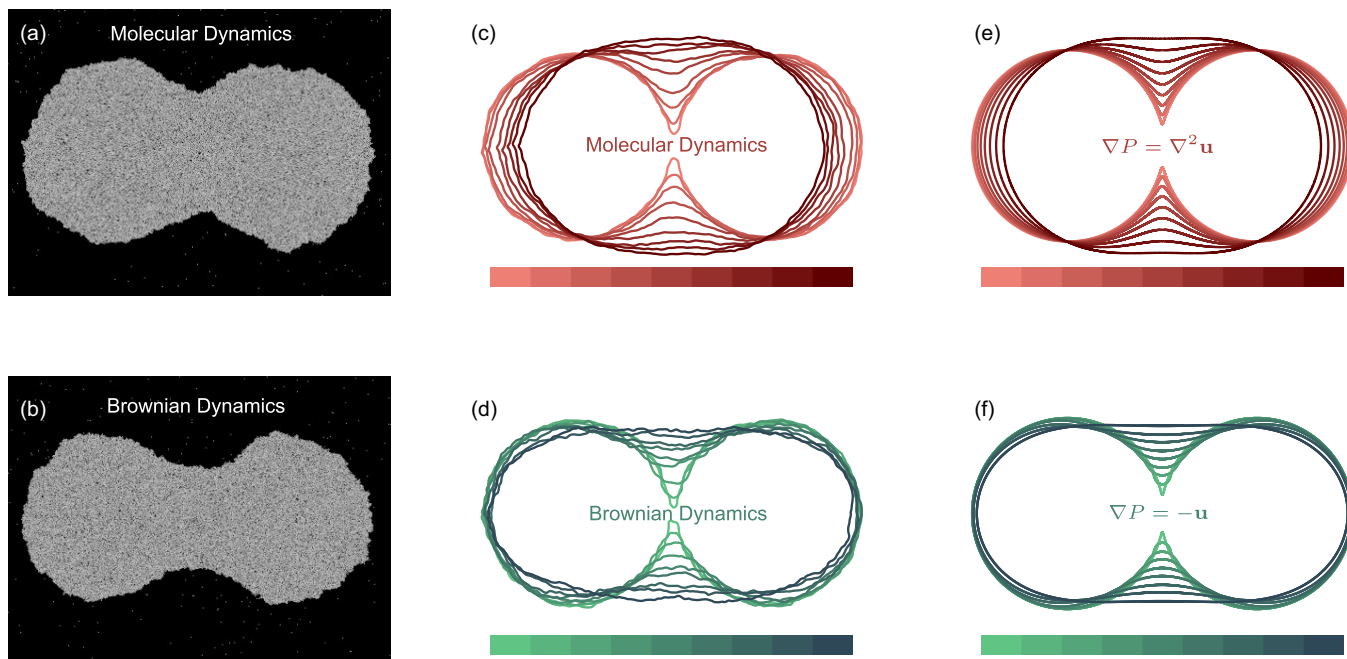 (a)
Molecular Dynamics
(c)
Molecular Dynamics
(e)
∇P = ∇²u
(b)
Brownian Dynamics
(d)
Brownian Dynamics
(f)
∇P = −u